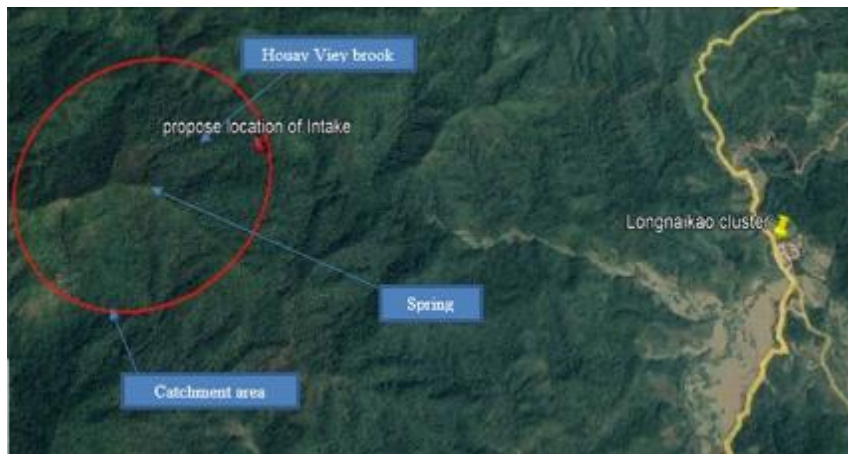 Houay Viey brook
propose location of Intake
Longnaikao cluster
Spring
Catchment area